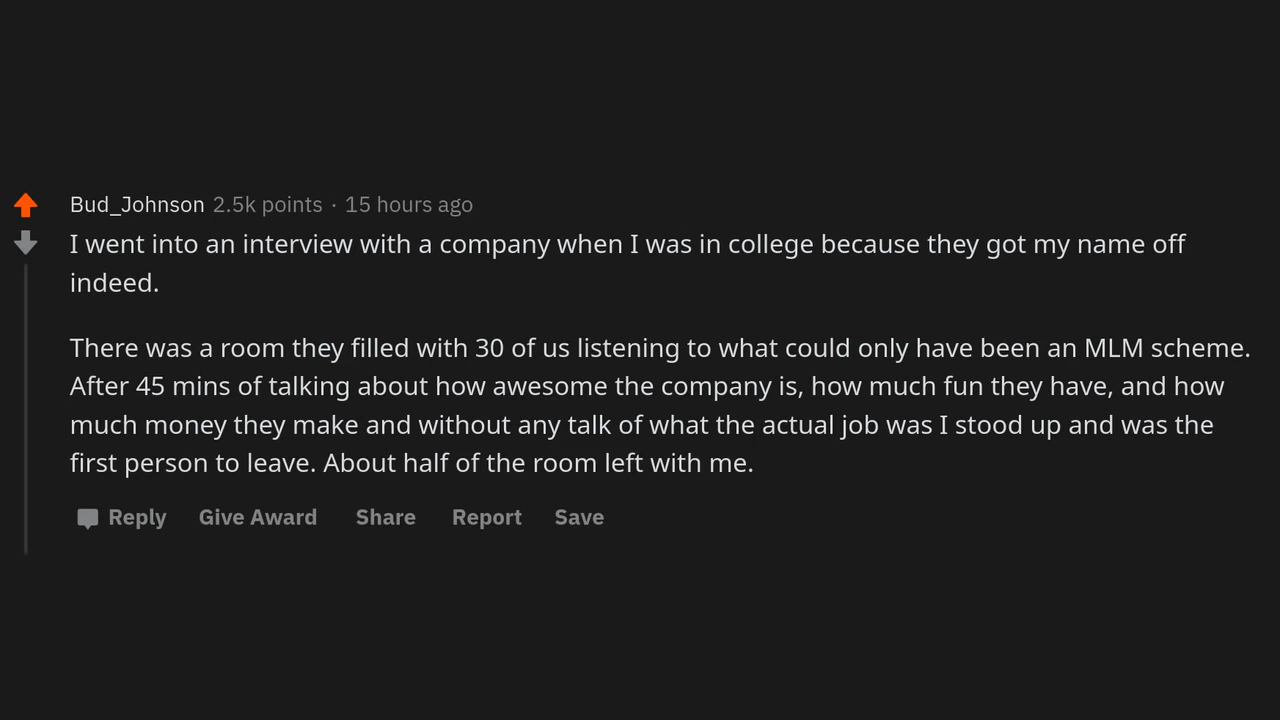 Bud_Johnson 2.5k points · 15 hours ago
I went into an interview with a company when I was in college because they got my name off
indeed.
There was a room they filled with 30 of us listening to what could only have been an MLM scheme.
After 45 mins of talking about how awesome the company is, how much fun they have, and how
much money they make and without any talk of what the actual job was I stood up and was the
first person to leave. About half of the room left with me.
Reply Give Award Share Report Save